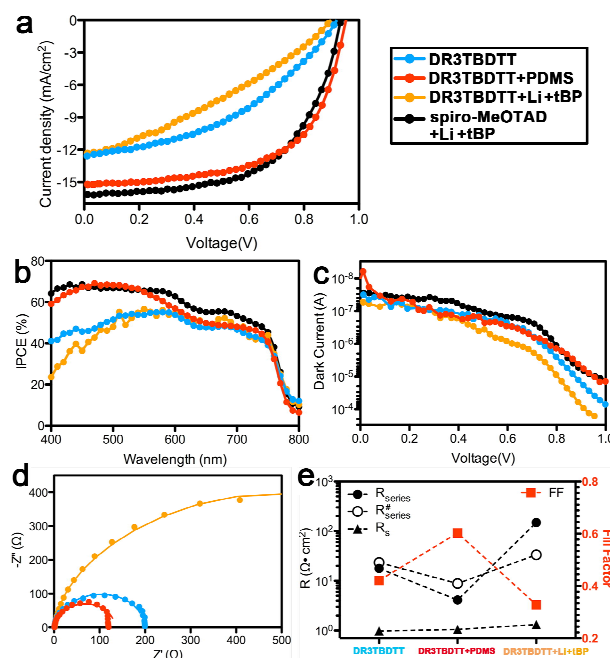 a
Current density (mA/cm²)
0
-3
-6
-9
-12
-15
0.0 0.2 0.4 0.6 0.8 1.0
Voltage(V)
DR3TBDTT
DR3TBDTT+PDMS
DR3TBDTT+Li+tBP
spiro-MeOTAD
+Li+tBP
b
IPCE (%)
80
60
40
20
0
400 500 600 700 800
Wavelength (nm)
c
Dark Current (A)
10⁻⁸
10⁻⁷
10⁻⁶
10⁻⁵
10⁻⁴
0.0 0.2 0.4 0.6 0.8 1.0
Voltage(V)
d
-Z'' (Ω)
400
300
200
100
0
0 100 200 300 400 500
Z' (Ω)
e
R (Ω• cm²)
10³
10²
10¹
10⁰
Rseries
R#series
Rs
FF
0.8
0.6
0.4
0.2
Fill Factor
DR3TBDTT DR3TBDTT+PDMS DR3TBDTT+Li+tBP